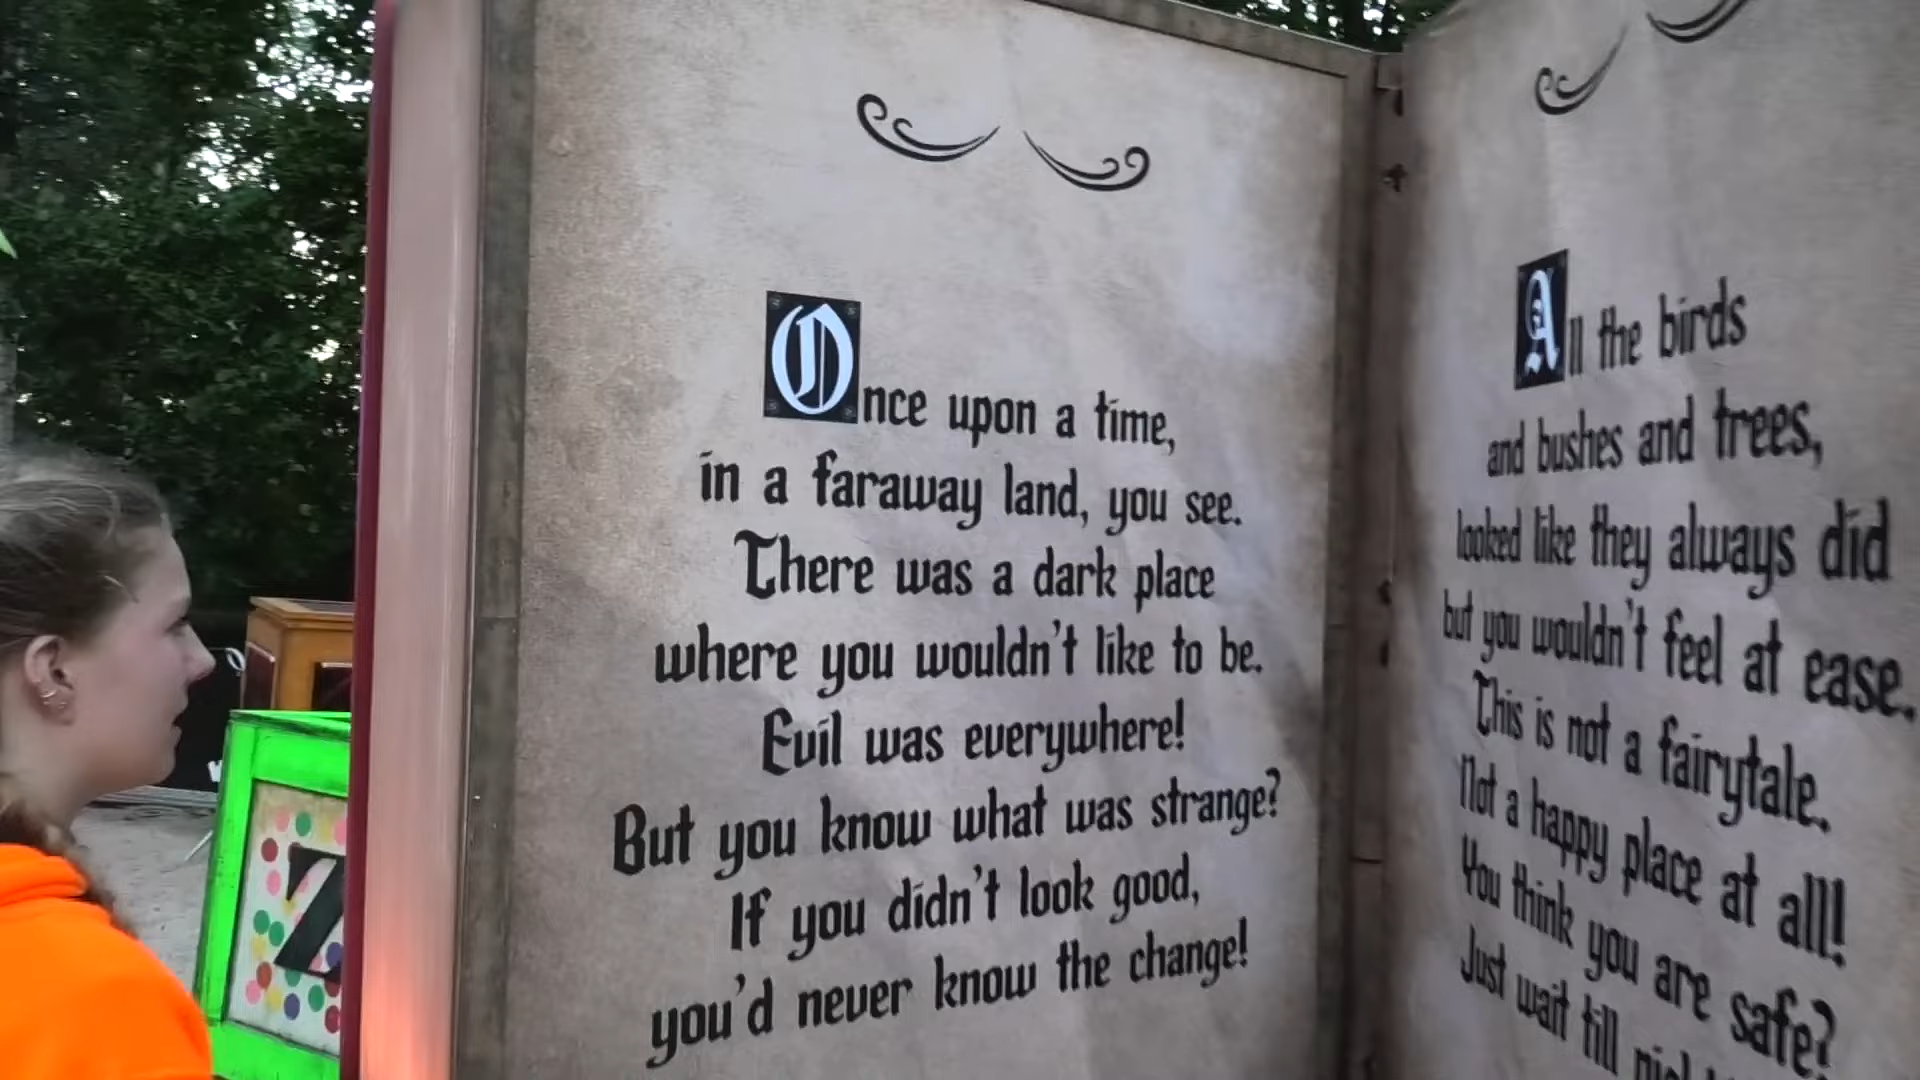 Once upon a time,
in a faraway land, you see.
There was a dark place
where you wouldn't like to be.
Evil was everywhere!
But you know what was strange?
If you didn't look good,
you'd never know the change!
All the birds
and bushes and trees,
looked like they always did
but you wouldn't feel at ease.
This is not a fairytale.
Not a happy place at all!
You think you are safe?
Just wait till
Z